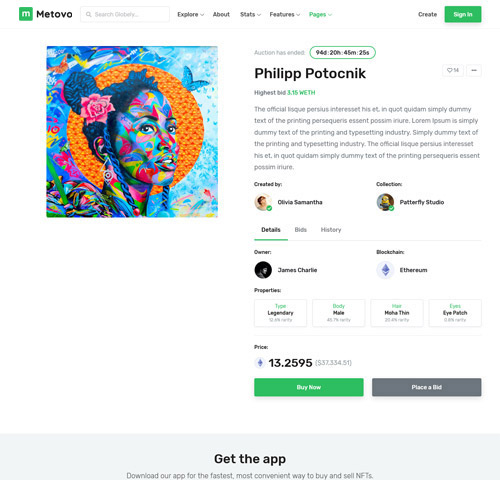 m Metovo Search Globely... Explore About Stats Features Pages Create Sign In
Auction has ended: 94d : 20h : 45m : 25s
Philipp Potocnik
14
Highest bid 3.15 WETH
The official lisque persius interesset his et, in quot quidam simply dummy
text of the printing persequeris essent possim iriure. Lorem Ipsum is simply
dummy text of the printing and typesetting industry. Simply dummy text of
the printing and typesetting industry. The official lisque persius interesset
his et, in quot quidam simply dummy text of the printing persequeris essent
possim iriure.
Created by: Collection:
Olivia Samantha Patterfly Studio
Details Bids History
Owner: Blockchain:
James Charlie Ethereum
Properties:
Type Body Hair Eyes
Legendary Male Moha Thin Eye Patch
12.6% rarity 45.7% rarity 20.4% rarity 0.8% rarity
Price:
13.2595 ($37,334.51)
Buy Now Place a Bid
Get the app
Download our app for the fastest, most convenient way to buy and sell NFTs.